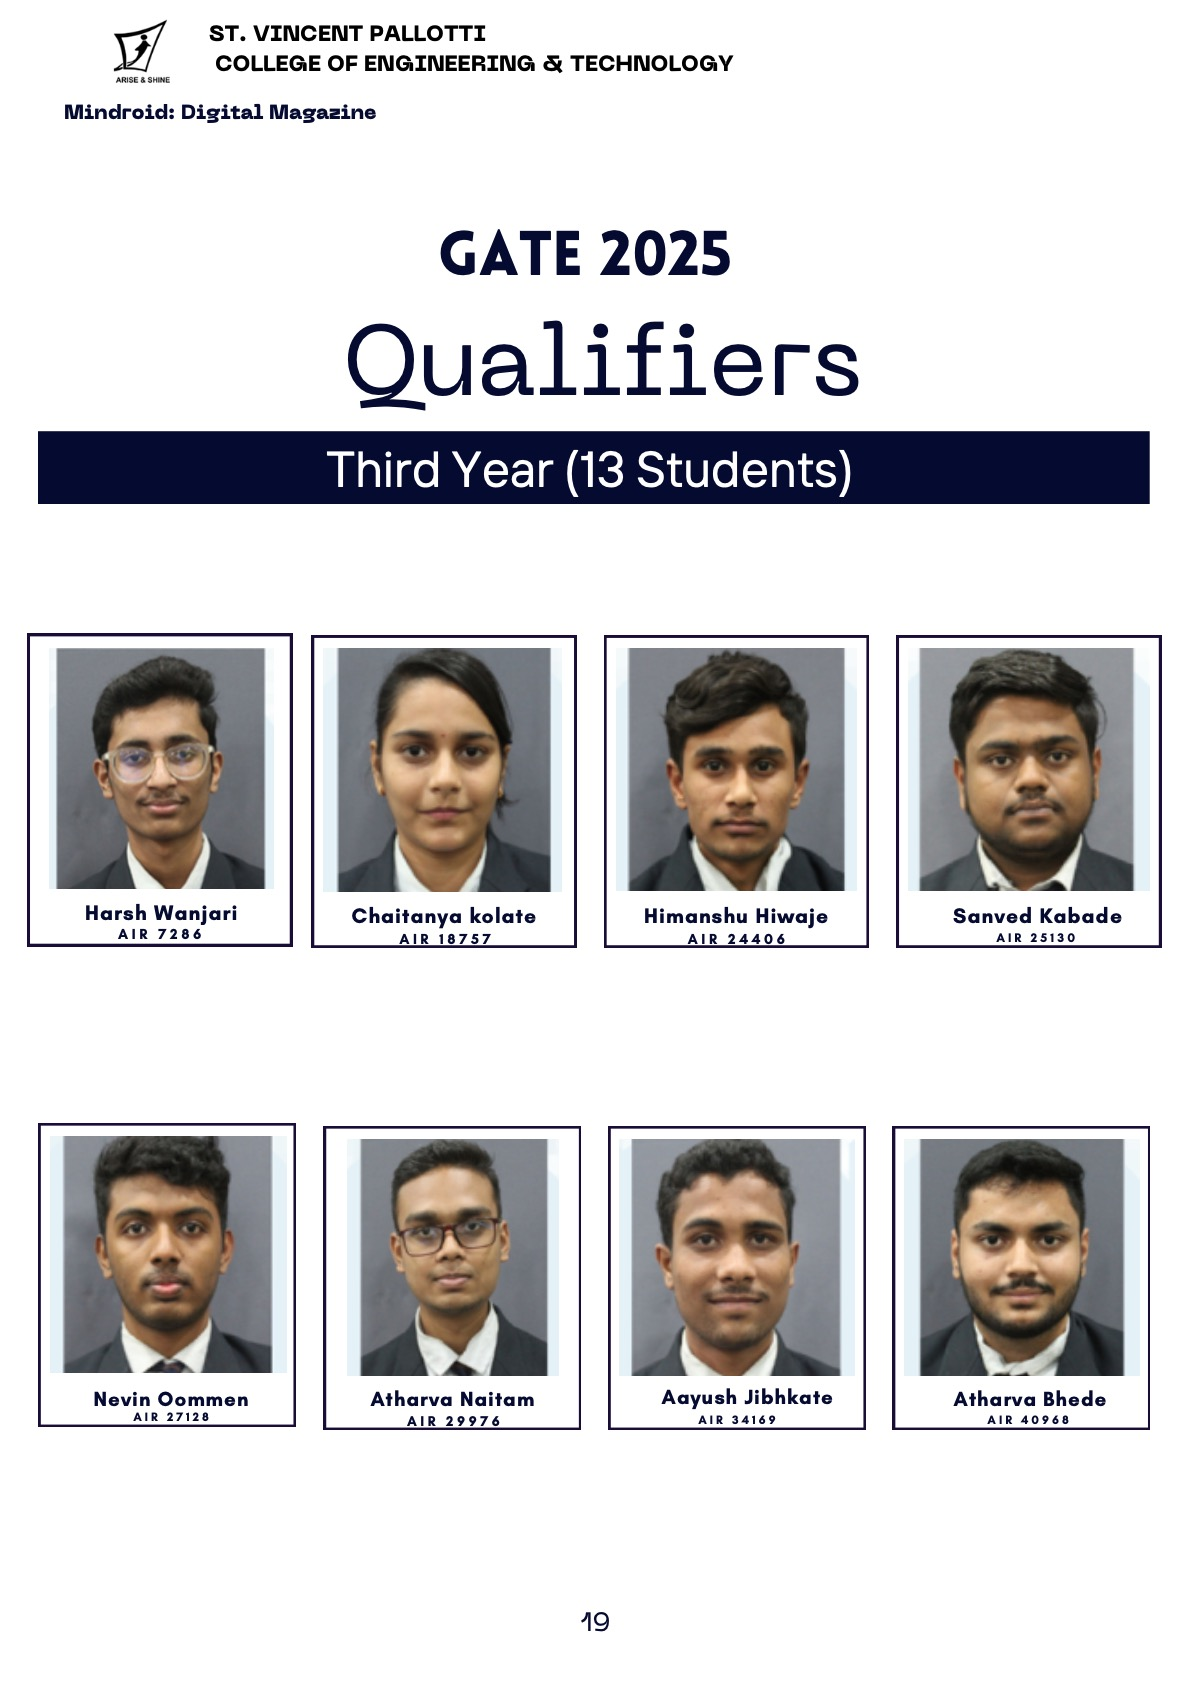 ST. VINCENT PALLOTTI
COLLEGE OF ENGINEERING & TECHNOLOGY
ARISE & SHINE
Mindroid: Digital Magazine
GATE 2025
Qualifiers
Third Year (13 Students)
Harsh Wanjari
AIR 7286
Chaitanya kolate
AIR 18757
Himanshu Hiwaje
AIR 24406
Sanved Kabade
AIR 25130
Nevin Oommen
AIR 27128
Atharva Naitam
AIR 29976
Aayush Jibhkate
AIR 34169
Atharva Bhede
AIR 40968
19